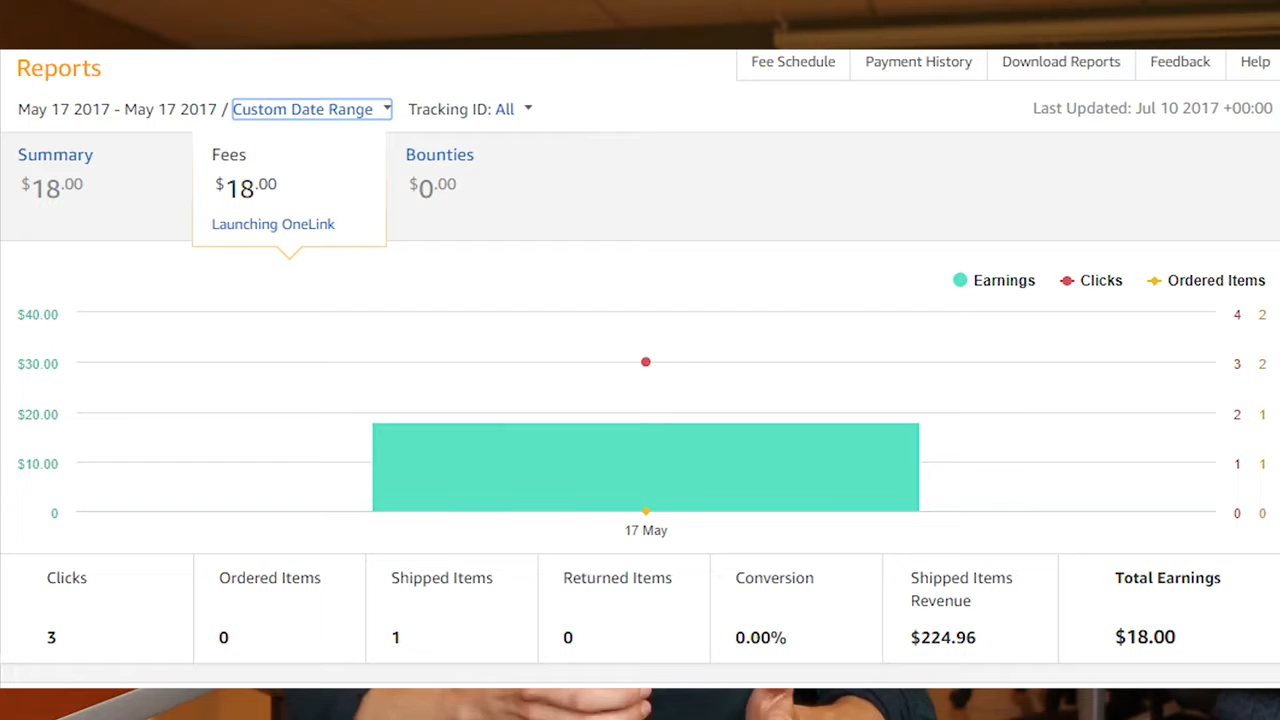 Reports
Fee Schedule
Payment History
Download Reports
Feedback
Help
May 17 2017 - May 17 2017 / Custom Date Range
Tracking ID: All
Last Updated: Jul 10 2017 +00:00
Summary
$18.00
Fees
$18.00
Launching OneLink
Bounties
$0.00
Earnings
Clicks
Ordered Items
$40.00
4 2
$30.00
3 2
$20.00
2 1
$10.00
1 1
0
0 0
17 May
Clicks
3
Ordered Items
0
Shipped Items
1
Returned Items
0
Conversion
0.00%
Shipped Items
Revenue
$224.96
Total Earnings
$18.00